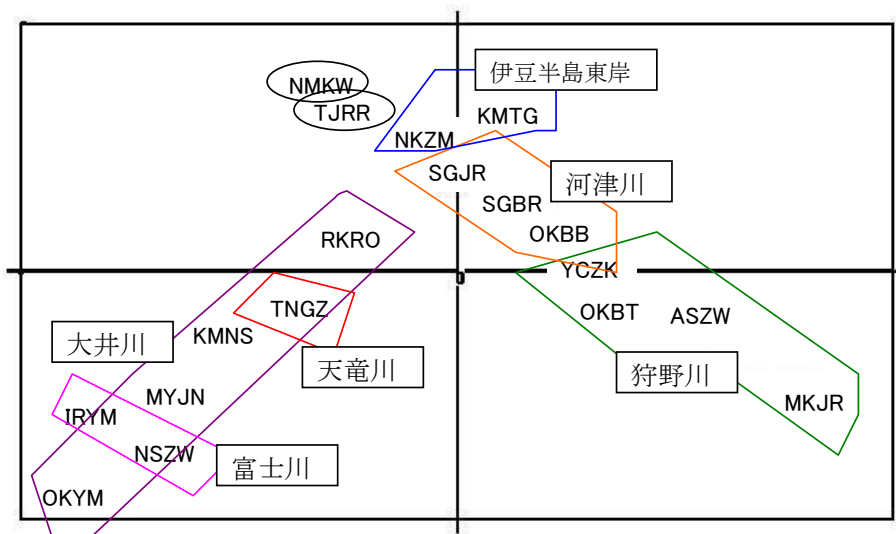 伊豆半島東岸
NMKW
TJRR
KMTG
NKZM
SGJR
河津川
SGBR
OKBB
RKRO
YGZK
0
TNGZ
OKBT
ASZW
KMNS
大井川
天竜川
狩野川
MYJN
IRYM
MKJR
NSZW
富士川
OKYM